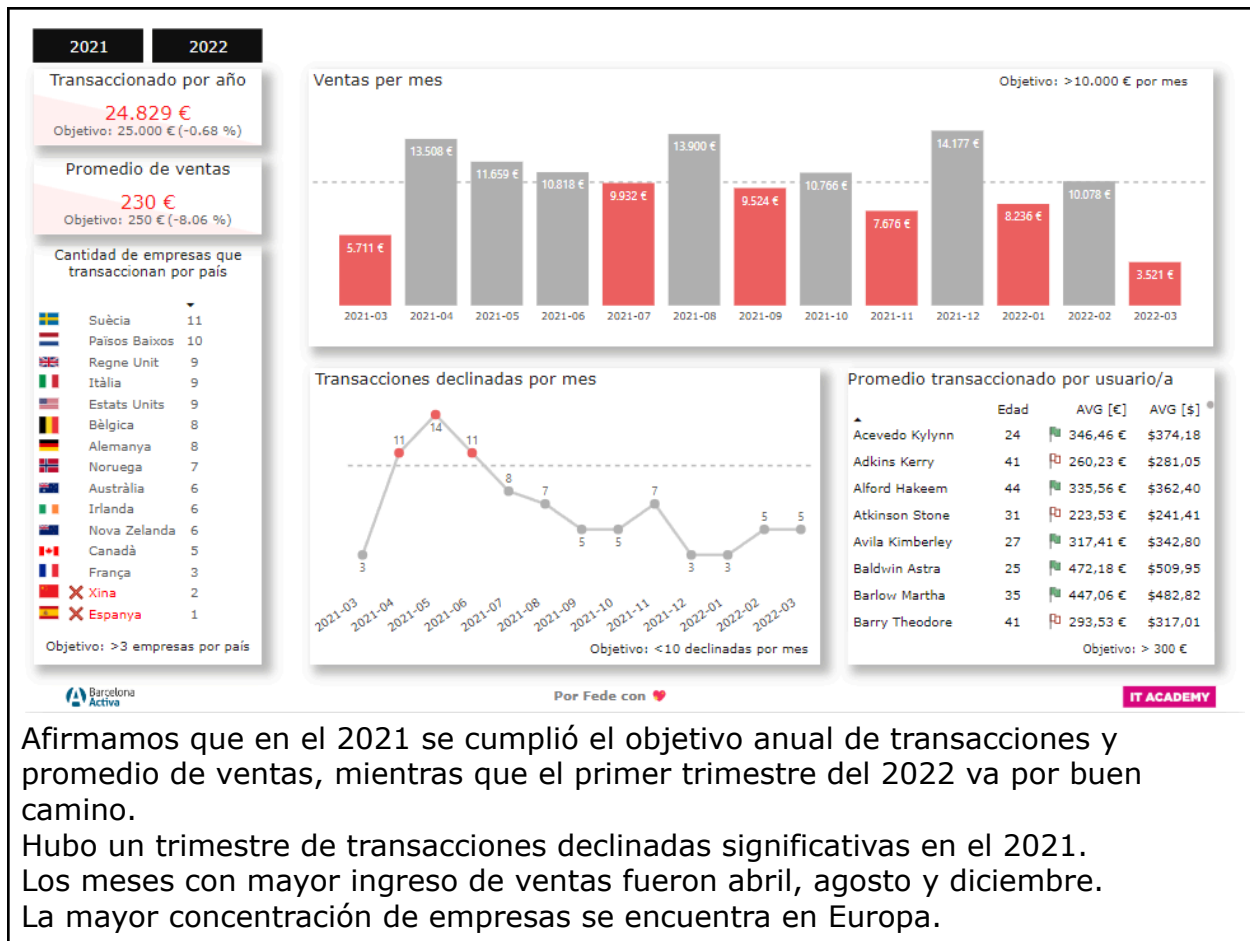 2021
2022
Transaccionado por año
24.829 €
Objetivo: 25.000 € (-0.68 %)
Promedio de ventas
230 €
Objetivo: 250 € (-8.06 %)
Cantidad de empresas que
transaccionan por país
Suècia 11
Països Baixos 10
Regne Unit 9
Itàlia 9
Estats Units 9
Bèlgica 8
Alemanya 8
Noruega 7
Austràlia 6
Irlanda 6
Nova Zelanda 6
Canadà 5
França 3
Xina 2
Espanya 1
Objetivo: >3 empresas por país
Ventas per mes
Objetivo: >10.000 € por mes
5.711 €
13.508 €
11.659 €
10.818 €
9.932 €
13.900 €
9.524 €
10.766 €
7.676 €
14.177 €
8.236 €
10.078 €
3.521 €
2021-03 2021-04 2021-05 2021-06 2021-07 2021-08 2021-09 2021-10 2021-11 2021-12 2022-01 2022-02 2022-03
Transacciones declinadas por mes
3
11
14
11
8
7
5
5
7
3
3
5
5
2021-03 2021-04 2021-05 2021-06 2021-07 2021-08 2021-09 2021-10 2021-11 2021-12 2022-01 2022-02 2022-03
Objetivo: <10 declinadas por mes
Promedio transaccionado por usuario/a
Edad AVG [€] AVG [$]
Acevedo Kylynn 24 346,46 € $374,18
Adkins Kerry 41 260,23 € $281,05
Alford Hakeem 44 335,56 € $362,40
Atkinson Stone 31 223,53 € $241,41
Avila Kimberley 27 317,41 € $342,80
Baldwin Astra 25 472,18 € $509,95
Barlow Martha 35 447,06 € $482,82
Barry Theodore 41 293,53 € $317,01
Objetivo: > 300 €
Barcelona
Activa
Por Fede con
IT ACADEMY
Afirmamos que en el 2021 se cumplió el objetivo anual de transacciones y
promedio de ventas, mientras que el primer trimestre del 2022 va por buen
camino.
Hubo un trimestre de transacciones declinadas significativas en el 2021.
Los meses con mayor ingreso de ventas fueron abril, agosto y diciembre.
La mayor concentración de empresas se encuentra en Europa.